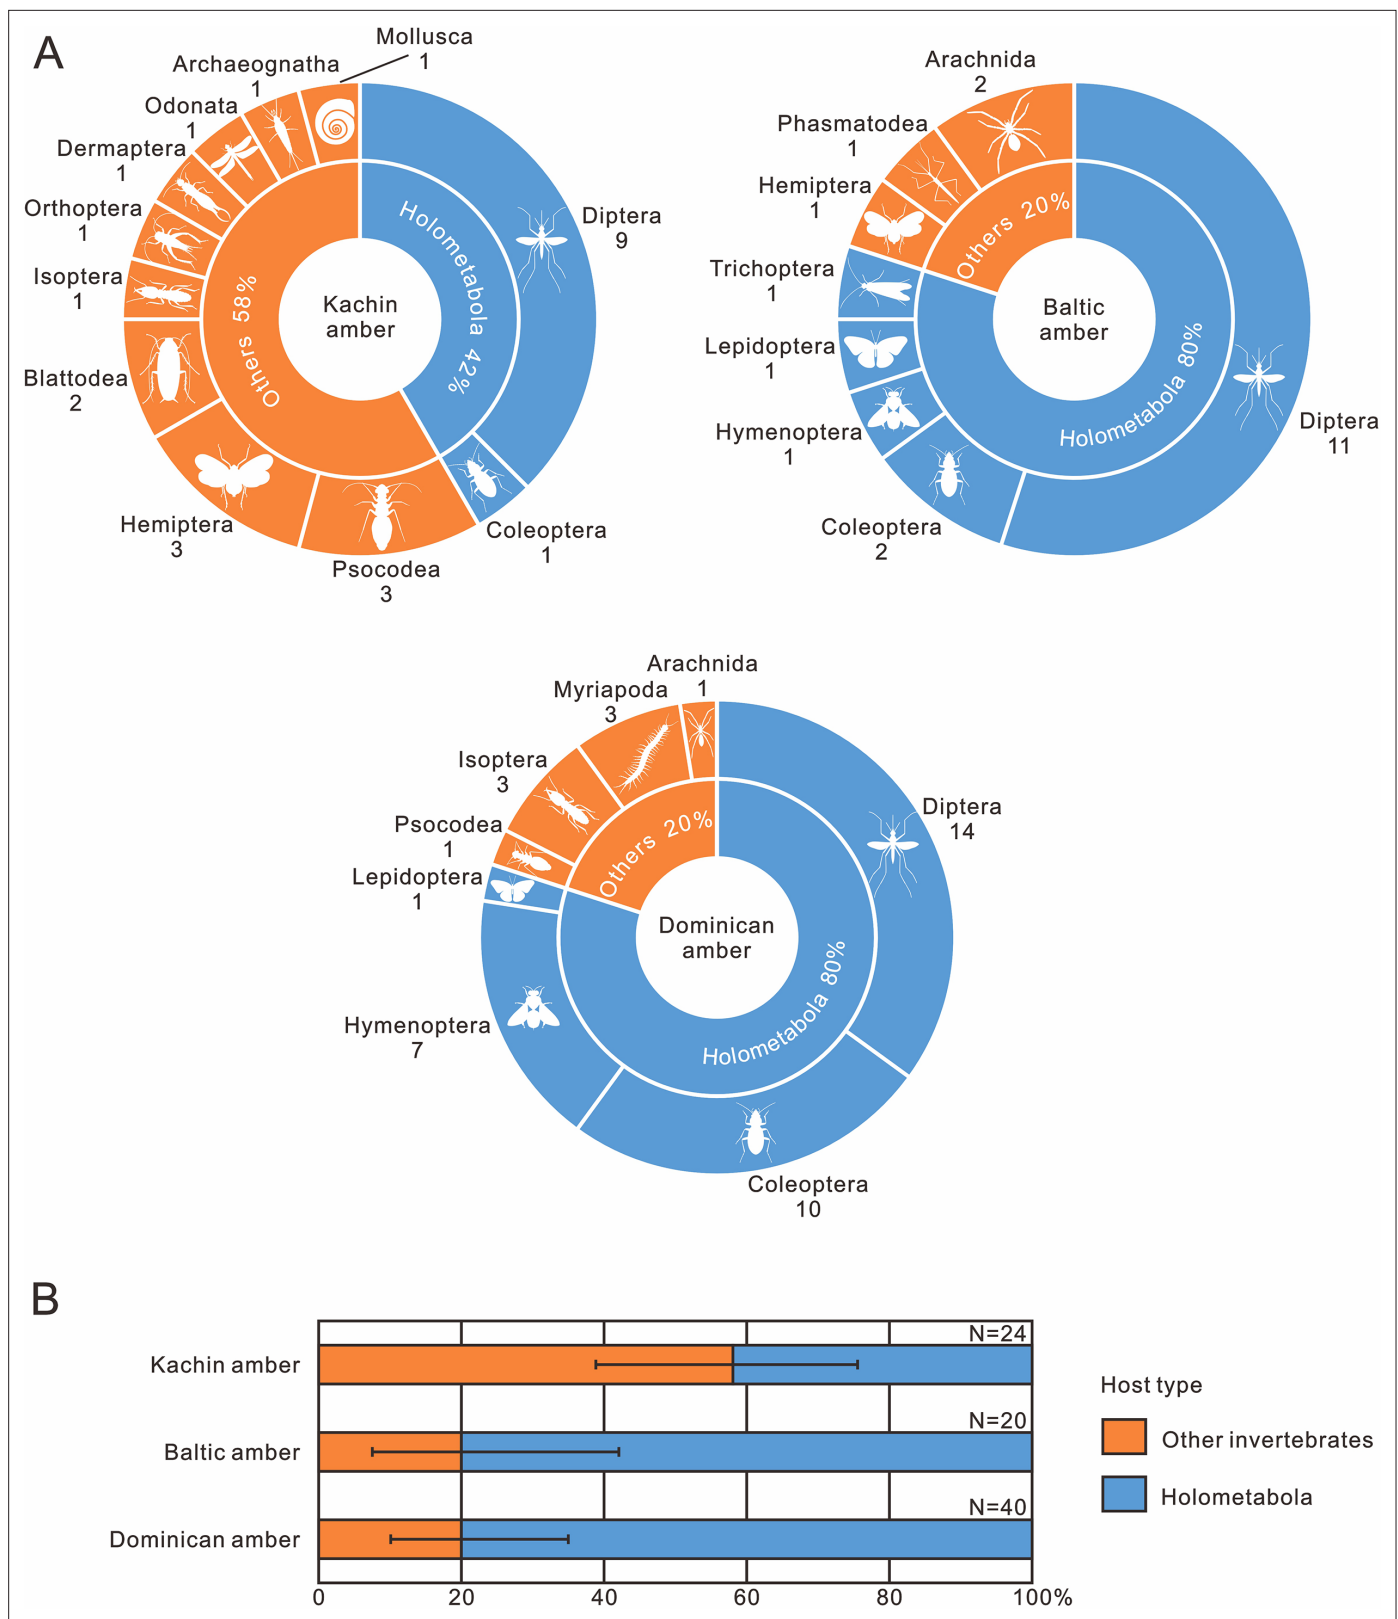 A
Mollusca
1
Archaeognatha
1
Odonata
1
Dermaptera
1
Orthoptera
1
Isoptera
1
Blattodea
2
Hemiptera
3
Psocodea
3
Coleoptera
1
Diptera
9
Others 58%
Holometabola 42%
Kachin
amber
Arachnida
2
Phasmatodea
1
Hemiptera
1
Trichoptera
1
Lepidoptera
1
Hymenoptera
1
Coleoptera
2
Diptera
11
Others 20%
Holometabola 80%
Baltic
amber
Arachnida
1
Myriapoda
3
Isoptera
3
Psocodea
1
Lepidoptera
1
Hymenoptera
7
Coleoptera
10
Diptera
14
Others 20%
Holometabola 80%
Dominican
amber
B
N=24
Kachin amber
N=20
Baltic amber
N=40
Dominican amber
0 20 40 60 80 100%
Host type
Other invertebrates
Holometabola